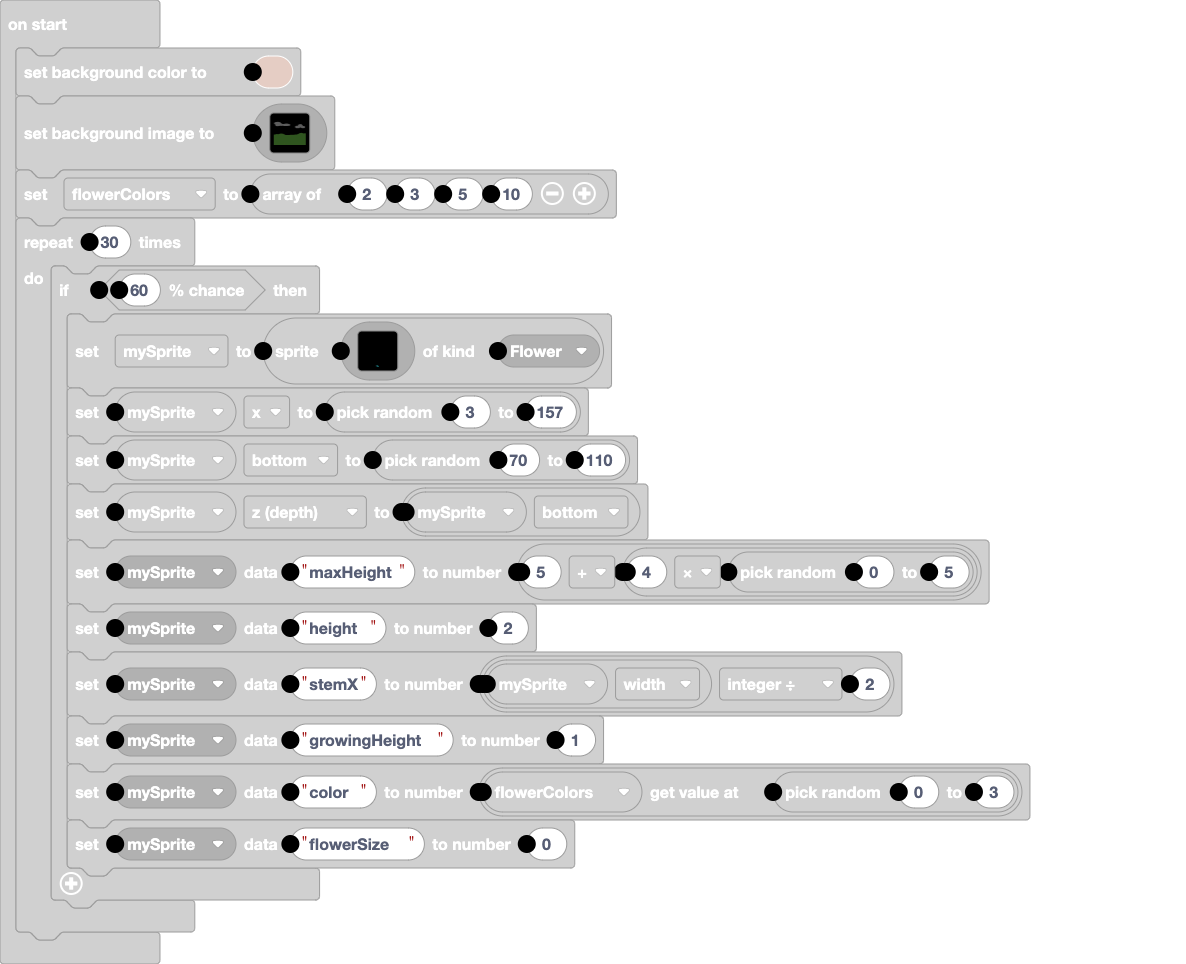 on start
set background color to
set background image to
set flowerColors to array of 2 3 5 10
repeat 30 times
do
if 60 % chance then
set mySprite to sprite of kind Flower
set mySprite x to pick random 3 to 157
set mySprite bottom to pick random 70 to 110
set mySprite z (depth) to mySprite bottom
set mySprite data "maxHeight" to number 5 + 4 × pick random 0 to 5
set mySprite data "height" to number 2
set mySprite data "stemX" to number mySprite width integer ÷ 2
set mySprite data "growingHeight" to number 1
set mySprite data "color" to number flowerColors get value at pick random 0 to 3
set mySprite data "flowerSize" to number 0